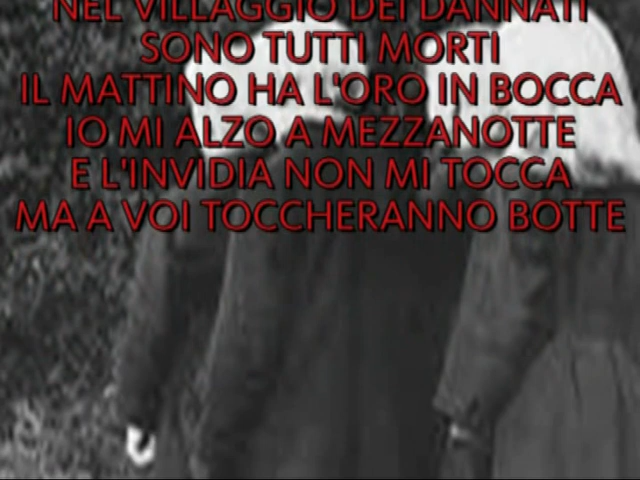 NEL VILLAGGIO DEI DANNATI
SONO TUTTI MORTI
IL MATTINO HA L'ORO IN BOCCA
IO MI ALZO A MEZZANOTTE
E L'INVIDIA NON MI TOCCA
MA A VOI TOCCHERANNO BOTTE